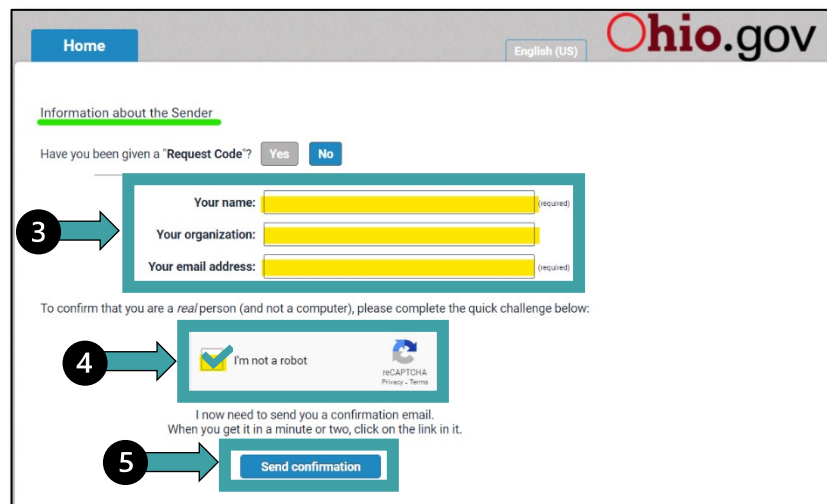 Home
English (US)
Ohio.gov
Information about the Sender
Have you been given a "Request Code"? Yes No
Your name: (required)
3
Your organization:
Your email address: (required)
To confirm that you are a real person (and not a computer), please complete the quick challenge below:
4
I'm not a robot
reCAPTCHA
Privacy - Terms
I now need to send you a confirmation email.
When you get it in a minute or two, click on the link in it.
5
Send confirmation